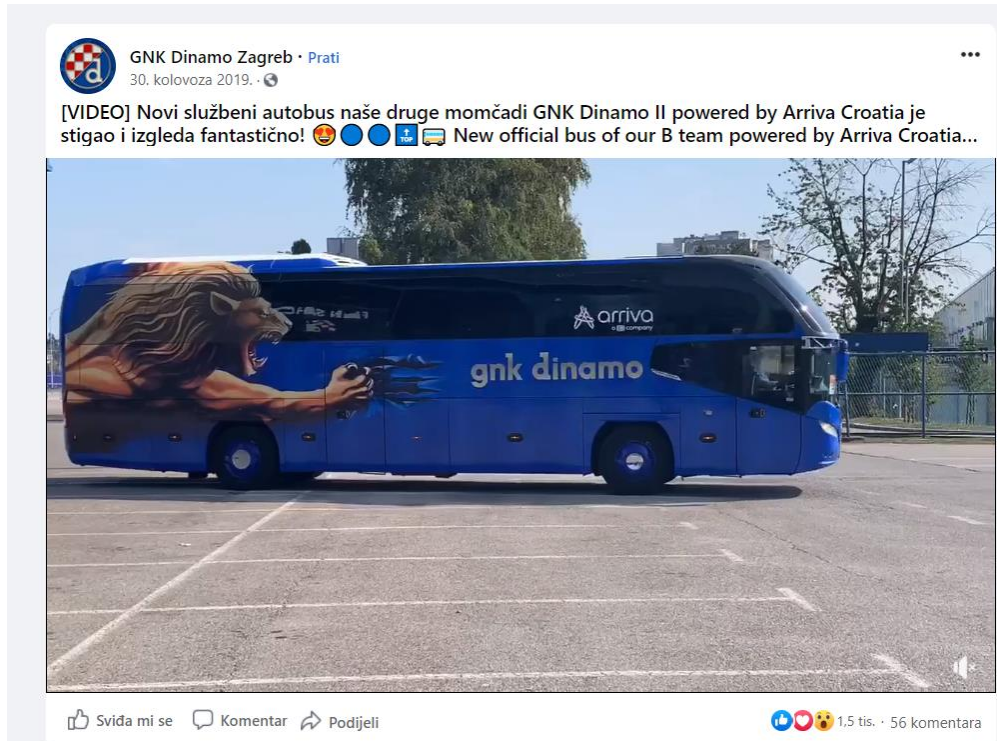 GNK Dinamo Zagreb · Prati
30. kolovoza 2019. ·
[VIDEO] Novi službeni autobus naše druge momčadi GNK Dinamo II powered by Arriva Croatia je
stigao i izgleda fantastično! 😍🔵🔵🔝🚍 New official bus of our B team powered by Arriva Croatia...
arriva
a DB company
gnk dinamo
Sviđa mi se Komentar Podijeli 1,5 tis. · 56 komentara